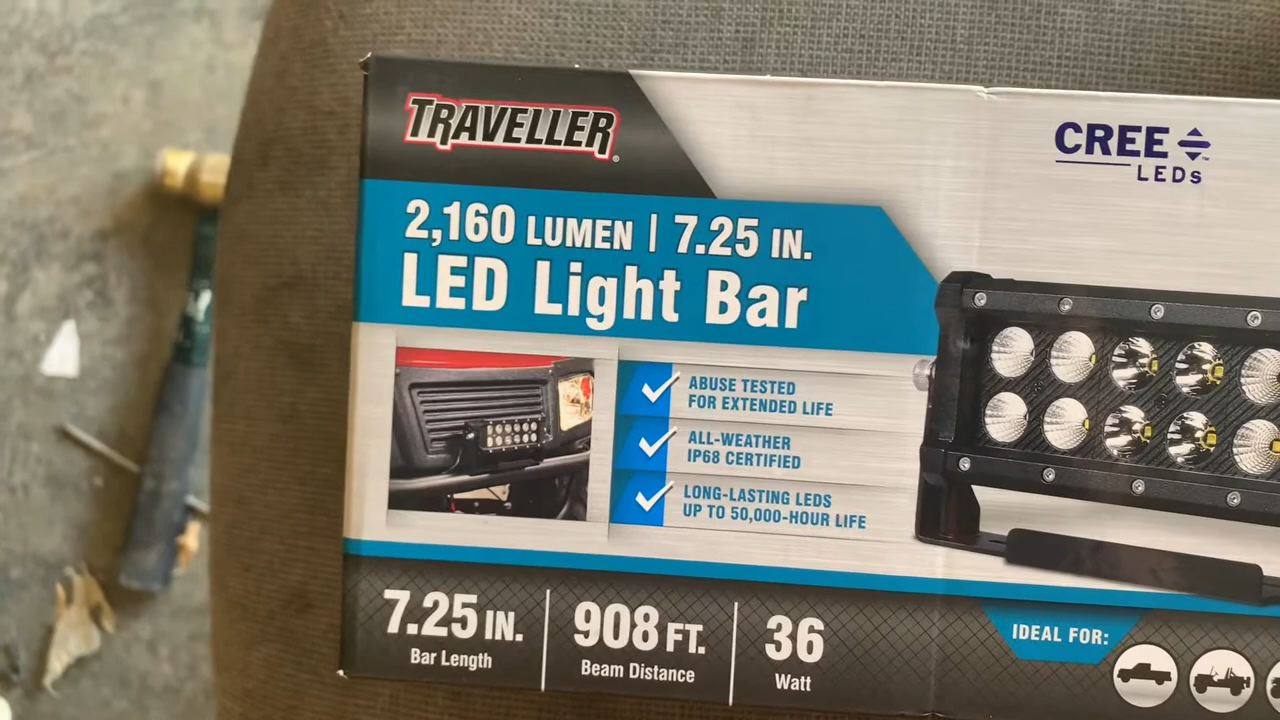 TRAVELLER®
CREE
LEDs
2,160 LUMEN | 7.25 IN.
LED Light Bar
ABUSE TESTED
FOR EXTENDED LIFE
ALL-WEATHER
IP68 CERTIFIED
LONG-LASTING LEDS
UP TO 50,000-HOUR LIFE
7.25 IN.
Bar Length
908 FT.
Beam Distance
36
Watt
IDEAL FOR: